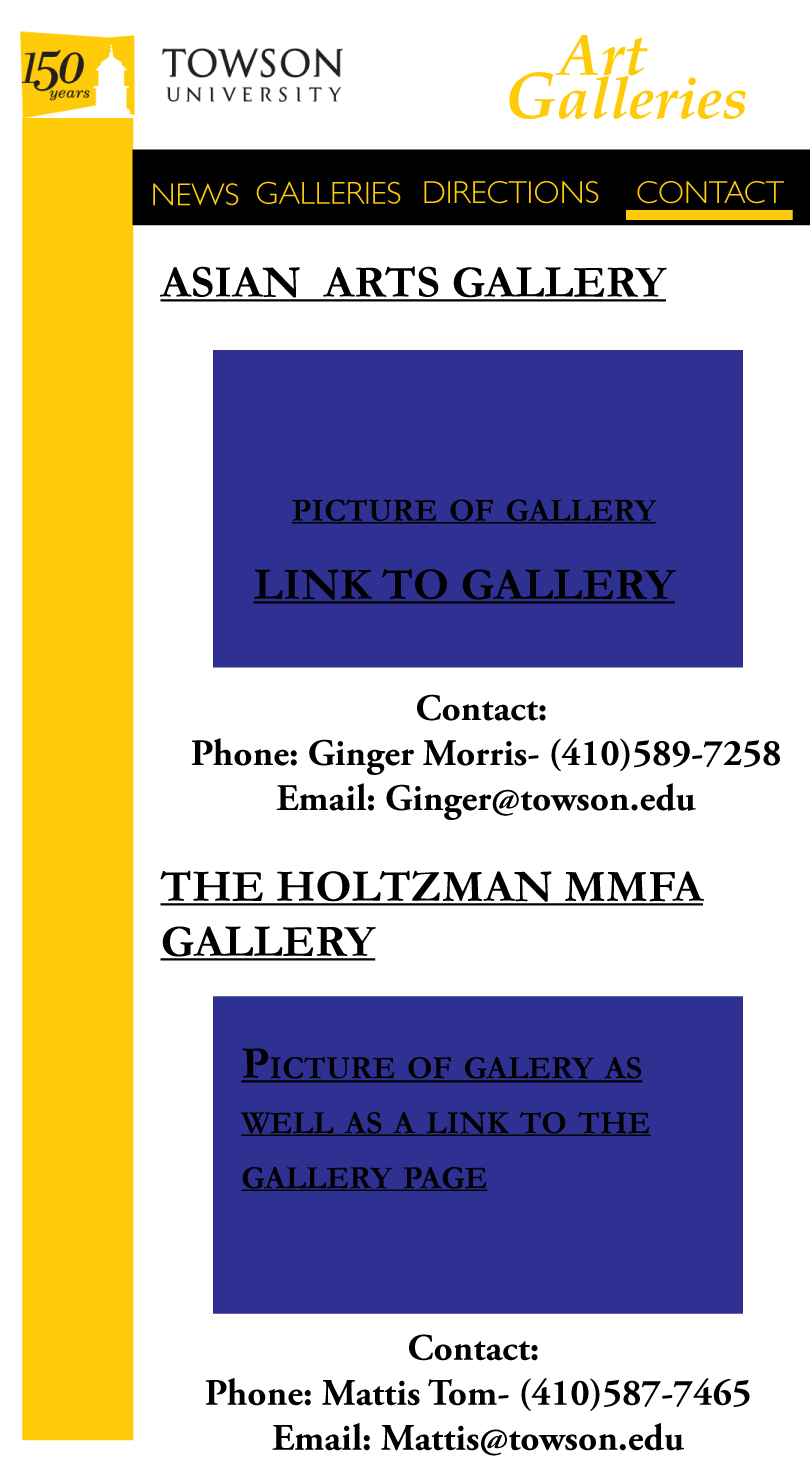 150
years
TOWSON
UNIVERSITY
Art
Galleries
NEWS GALLERIES DIRECTIONS CONTACT
ASIAN ARTS GALLERY
PICTURE OF GALLERY
LINK TO GALLERY
Contact:
Phone: Ginger Morris- (410)589-7258
Email: Ginger@towson.edu
THE HOLTZMAN MMFA
GALLERY
PICTURE OF GALERY AS
WELL AS A LINK TO THE
GALLERY PAGE
Contact:
Phone: Mattis Tom- (410)587-7465
Email: Mattis@towson.edu